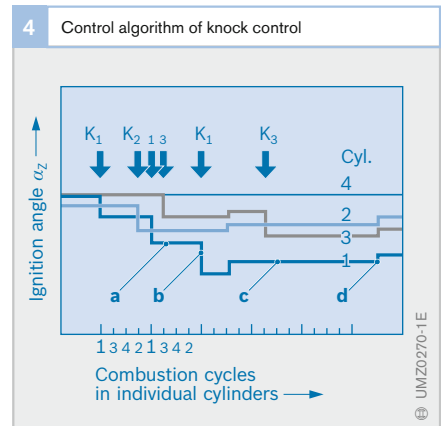 4 Control algorithm of knock control
K₁ K₂ 1 3 K₁ K₃
Cyl.
4
2
3
1
Ignition angle αZ
a b c d
1 3 4 2 1 3 4 2
Combustion cycles
in individual cylinders
UMZ0270-1E